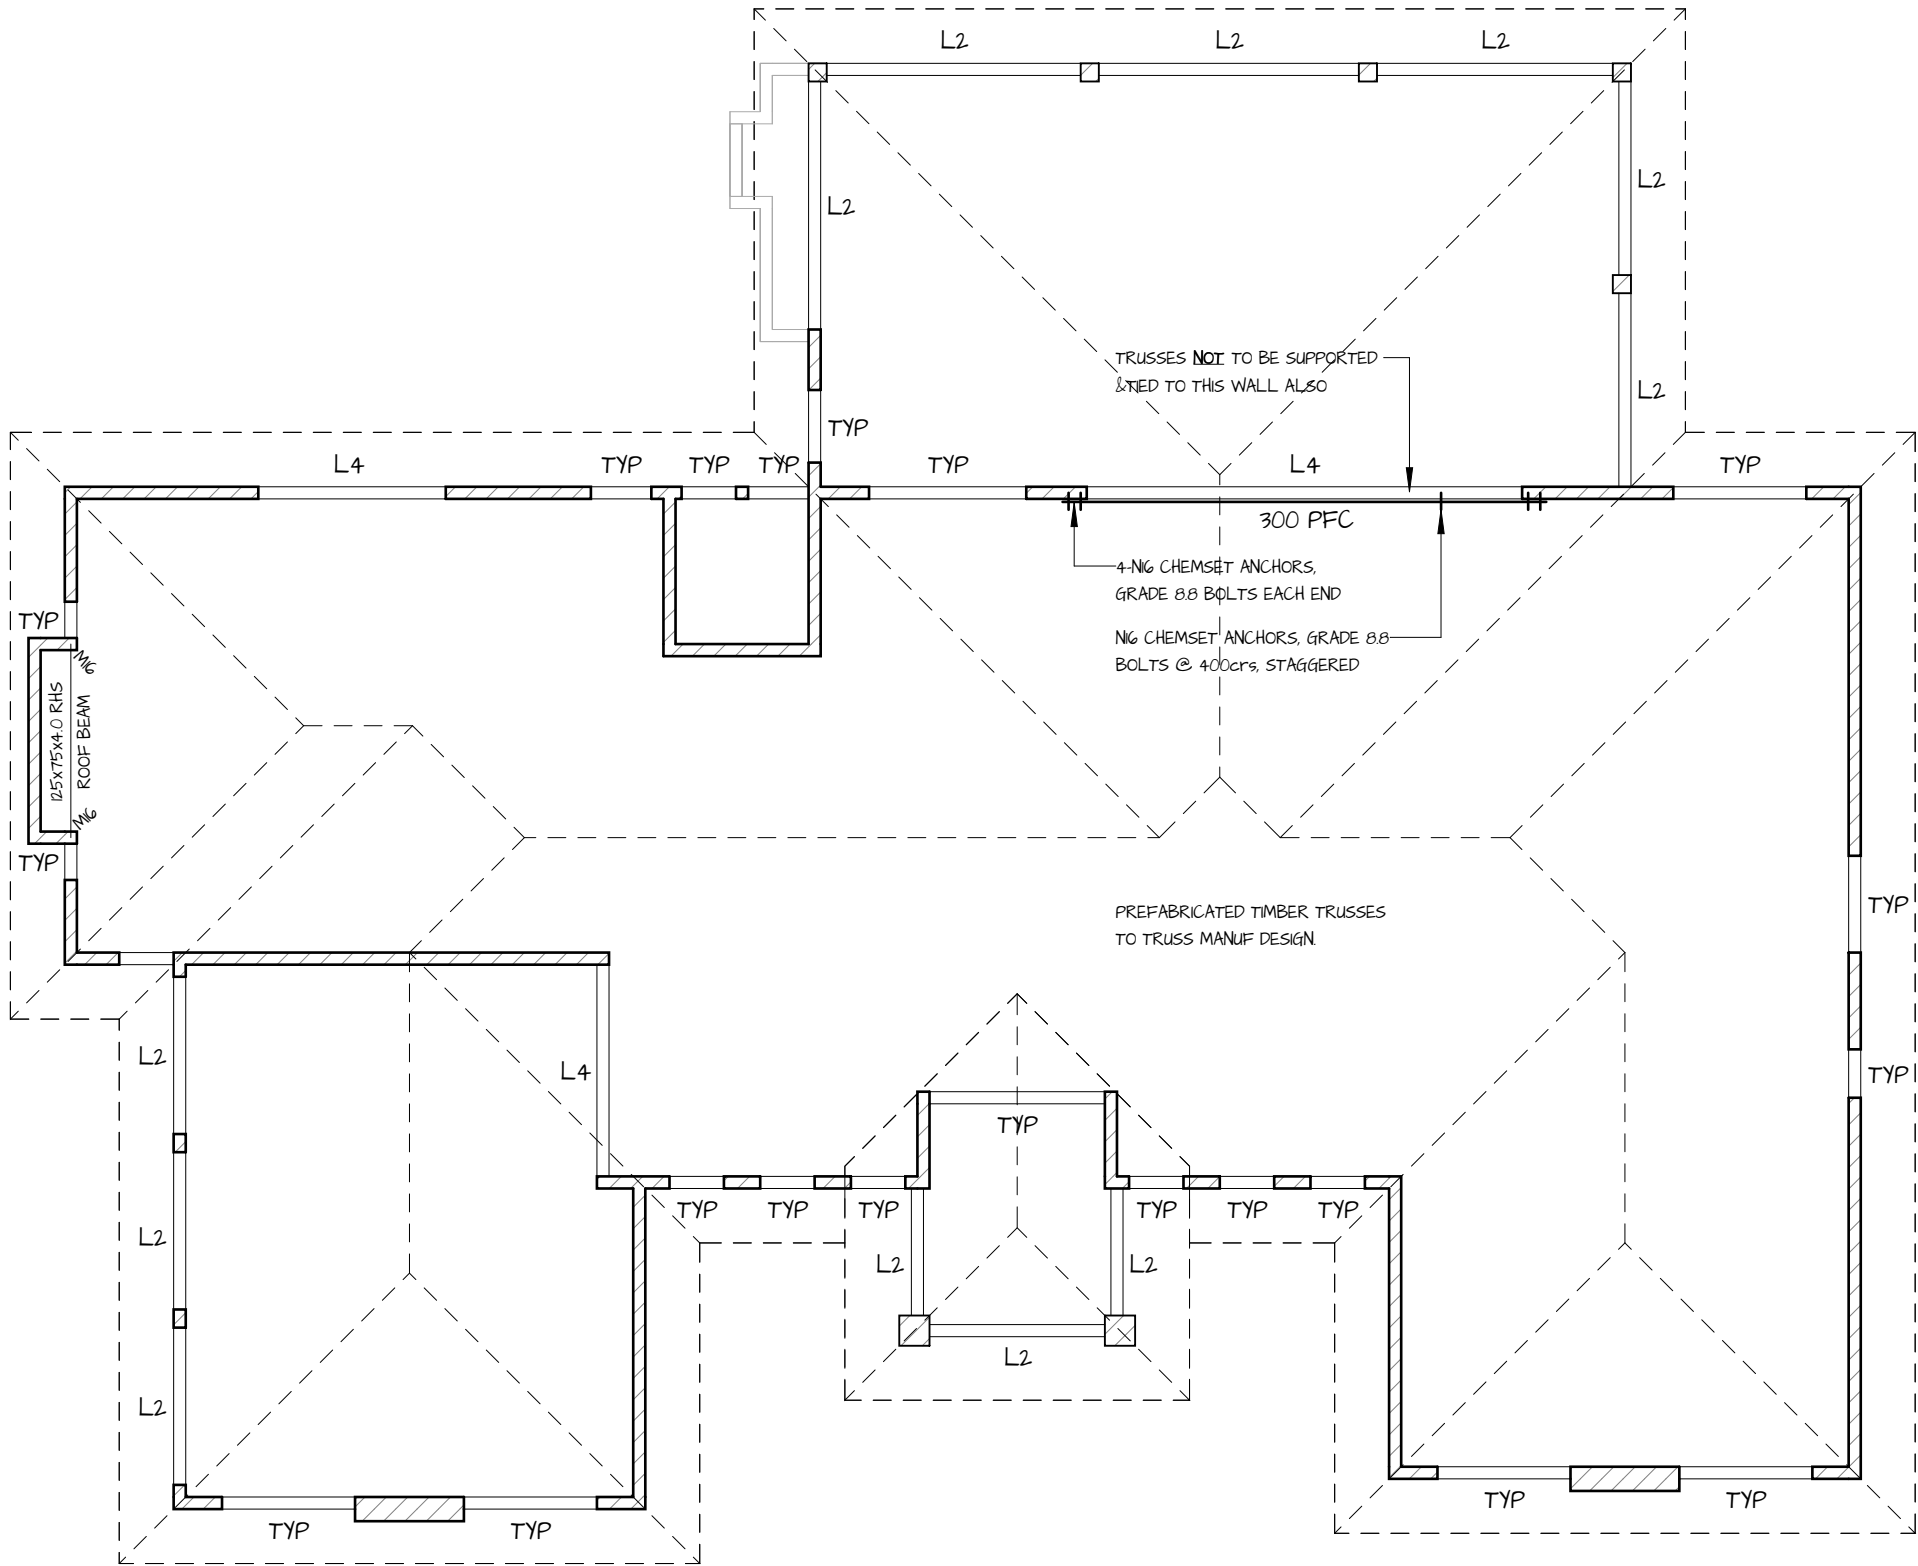 L2 L2 L2
L2
L2
TRUSSES NOT TO BE SUPPORTED
&TIED TO THIS WALL ALSO
L2
TYP
L4 TYP TYP TYP TYP L4 TYP
300 PFC
4-N16 CHEMSET ANCHORS,
GRADE 8.8 BOLTS EACH END
N16 CHEMSET ANCHORS, GRADE 8.8
BOLTS @ 400crs, STAGGERED
TYP
M16
125x75x4.0 RHS
ROOF BEAM
M16
TYP
PREFABRICATED TIMBER TRUSSES
TO TRUSS MANUF DESIGN.
TYP
L2
L4
TYP
TYP
TYP TYP TYP TYP TYP TYP
L2
L2 L2
L2
L2
TYP TYP
TYP TYP